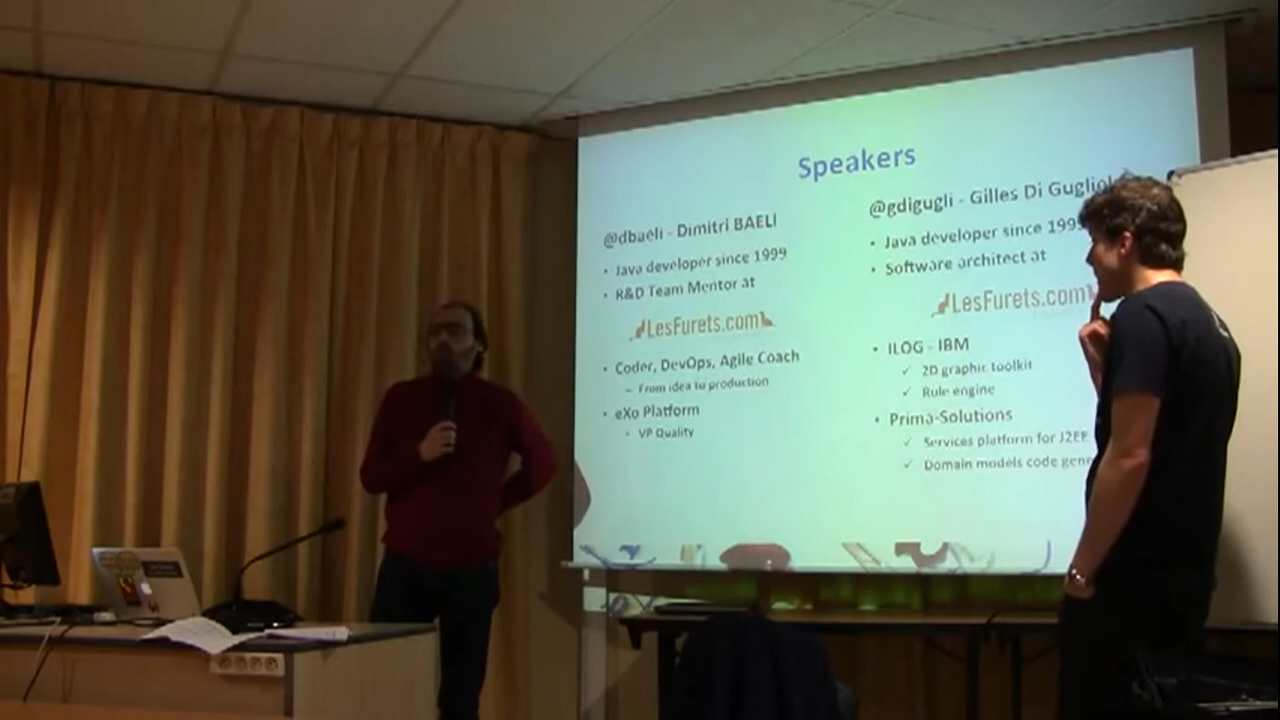 Speakers
@dbaeli - Dimitri BAELI
• Java developer since 1999
• R&D Team Mentor at
LesFurets.com
• Coder, DevOps, Agile Coach
– From idea to production
• eXo Platform
• VP Quality
@gdigugli - Gilles Di
• Java developer since 1999
• Software architect at
LesFurets.com
• ILOG - IBM
✓ 2D graphic toolkit
✓ Rule engine
• Prima-Solutions
✓ Services platform for J2EE
✓ Domain models code